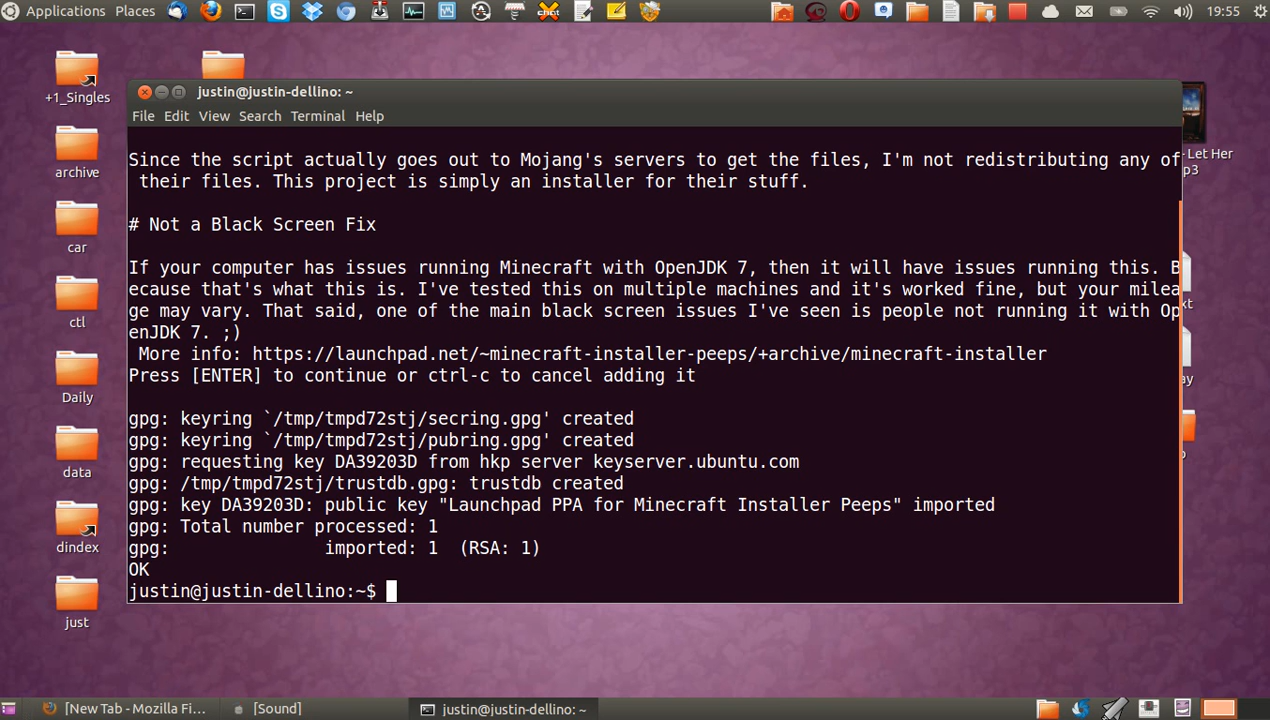 Applications Places 19:55
+1_Singles
archive
car
ctl
Daily
data
dindex
just
justin@justin-dellino: ~
File Edit View Search Terminal Help
Since the script actually goes out to Mojang's servers to get the files, I'm not redistributing any of
their files. This project is simply an installer for their stuff.
# Not a Black Screen Fix
If your computer has issues running Minecraft with OpenJDK 7, then it will have issues running this. B
ecause that's what this is. I've tested this on multiple machines and it's worked fine, but your milea
ge may vary. That said, one of the main black screen issues I've seen is people not running it with Op
enJDK 7. ;)
More info: https://launchpad.net/~minecraft-installer-peeps/+archive/minecraft-installer
Press [ENTER] to continue or ctrl-c to cancel adding it
gpg: keyring `/tmp/tmpd72stj/secring.gpg' created
gpg: keyring `/tmp/tmpd72stj/pubring.gpg' created
gpg: requesting key DA39203D from hkp server keyserver.ubuntu.com
gpg: /tmp/tmpd72stj/trustdb.gpg: trustdb created
gpg: key DA39203D: public key "Launchpad PPA for Minecraft Installer Peeps" imported
gpg: Total number processed: 1
gpg: imported: 1 (RSA: 1)
OK
justin@justin-dellino:~$
- Let Her
p3
xt
ay
[New Tab - Mozilla Fi... [Sound] justin@justin-dellino: ~